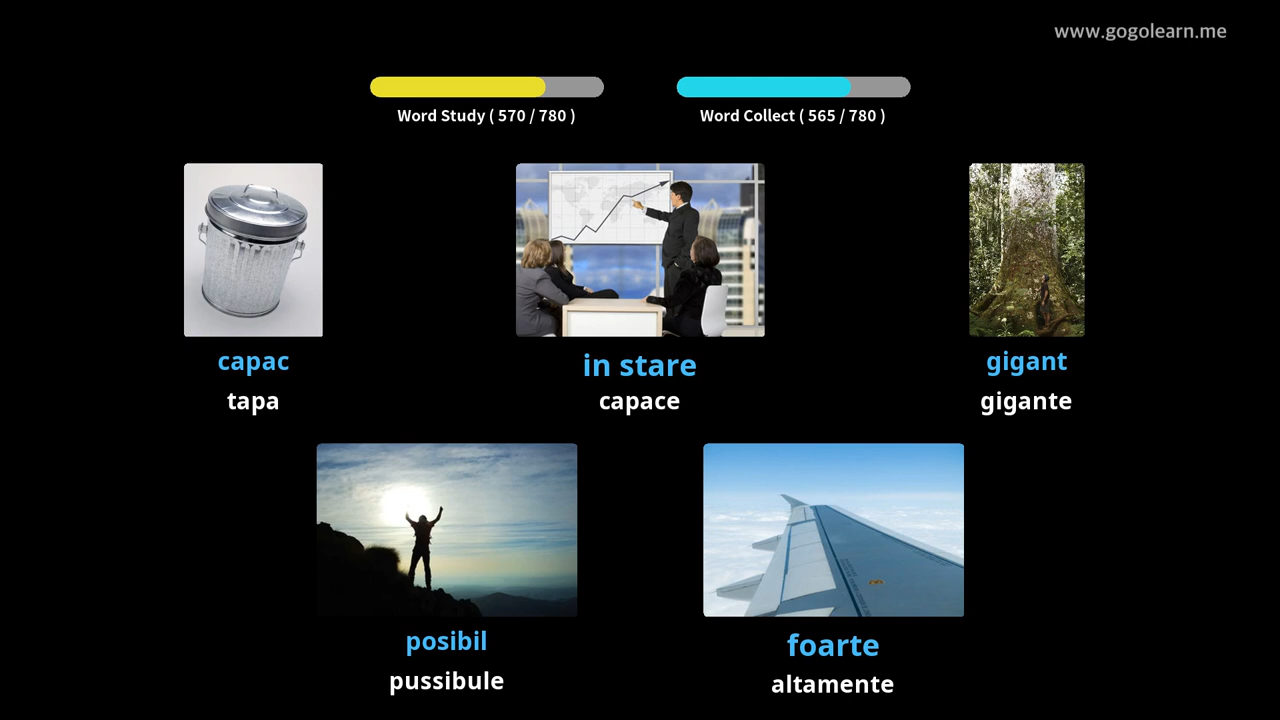 www.gogolearn.me
Word Study ( 570 / 780 )
Word Collect ( 565 / 780 )
capac
tapa
in stare
capace
gigant
gigante
posibil
pussibule
foarte
altamente